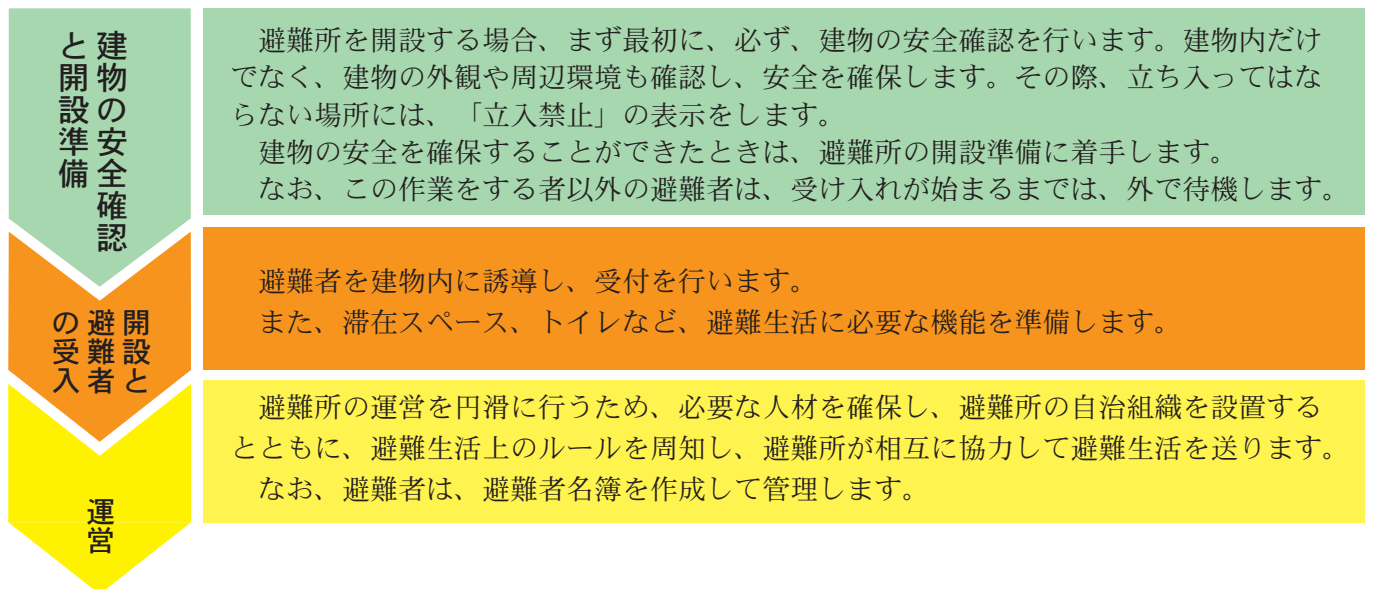 建物の安全確認
と開設準備
　避難所を開設する場合、まず最初に、必ず、建物の安全確認を行います。建物内だけ
でなく、建物の外観や周辺環境も確認し、安全を確保します。その際、立ち入ってはな
らない場所には、「立入禁止」の表示をします。
　建物の安全を確保することができたときは、避難所の開設準備に着手します。
　なお、この作業をする者以外の避難者は、受け入れが始まるまでは、外で待機します。
開設と
避難者
の受入
　避難者を建物内に誘導し、受付を行います。
　また、滞在スペース、トイレなど、避難生活に必要な機能を準備します。
運営
　避難所の運営を円滑に行うため、必要な人材を確保し、避難所の自治組織を設置する
とともに、避難生活上のルールを周知し、避難所が相互に協力して避難生活を送ります。
　なお、避難者は、避難者名簿を作成して管理します。